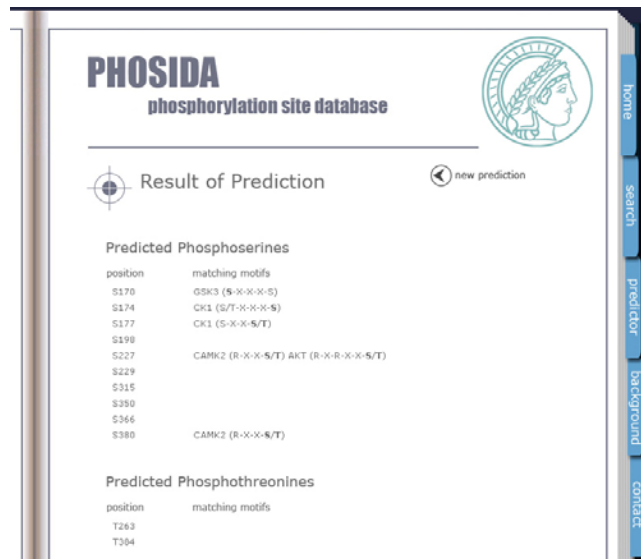 PHOSIDA
phosphorylation site database
Result of Prediction
new prediction
Predicted Phosphoserines
position matching motifs
S170 GSK3 (S-X-X-X-S)
S174 CK1 (S/T-X-X-X-S)
S177 CK1 (S-X-X-S/T)
S198
S227 CAMK2 (R-X-X-S/T) AKT (R-X-R-X-X-S/T)
S229
S315
S350
S366
S380 CAMK2 (R-X-X-S/T)
Predicted Phosphothreonines
position matching motifs
T263
T304
home
search
predictor
background
contact